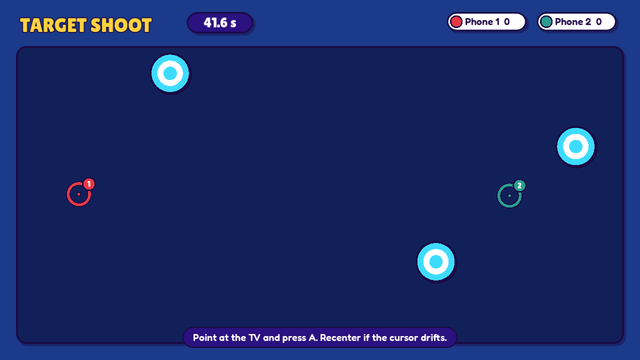 TARGET SHOOT
41.6 s
Phone 1 0
Phone 2 0
1
2
Point at the TV and press A. Recenter if the cursor drifts.